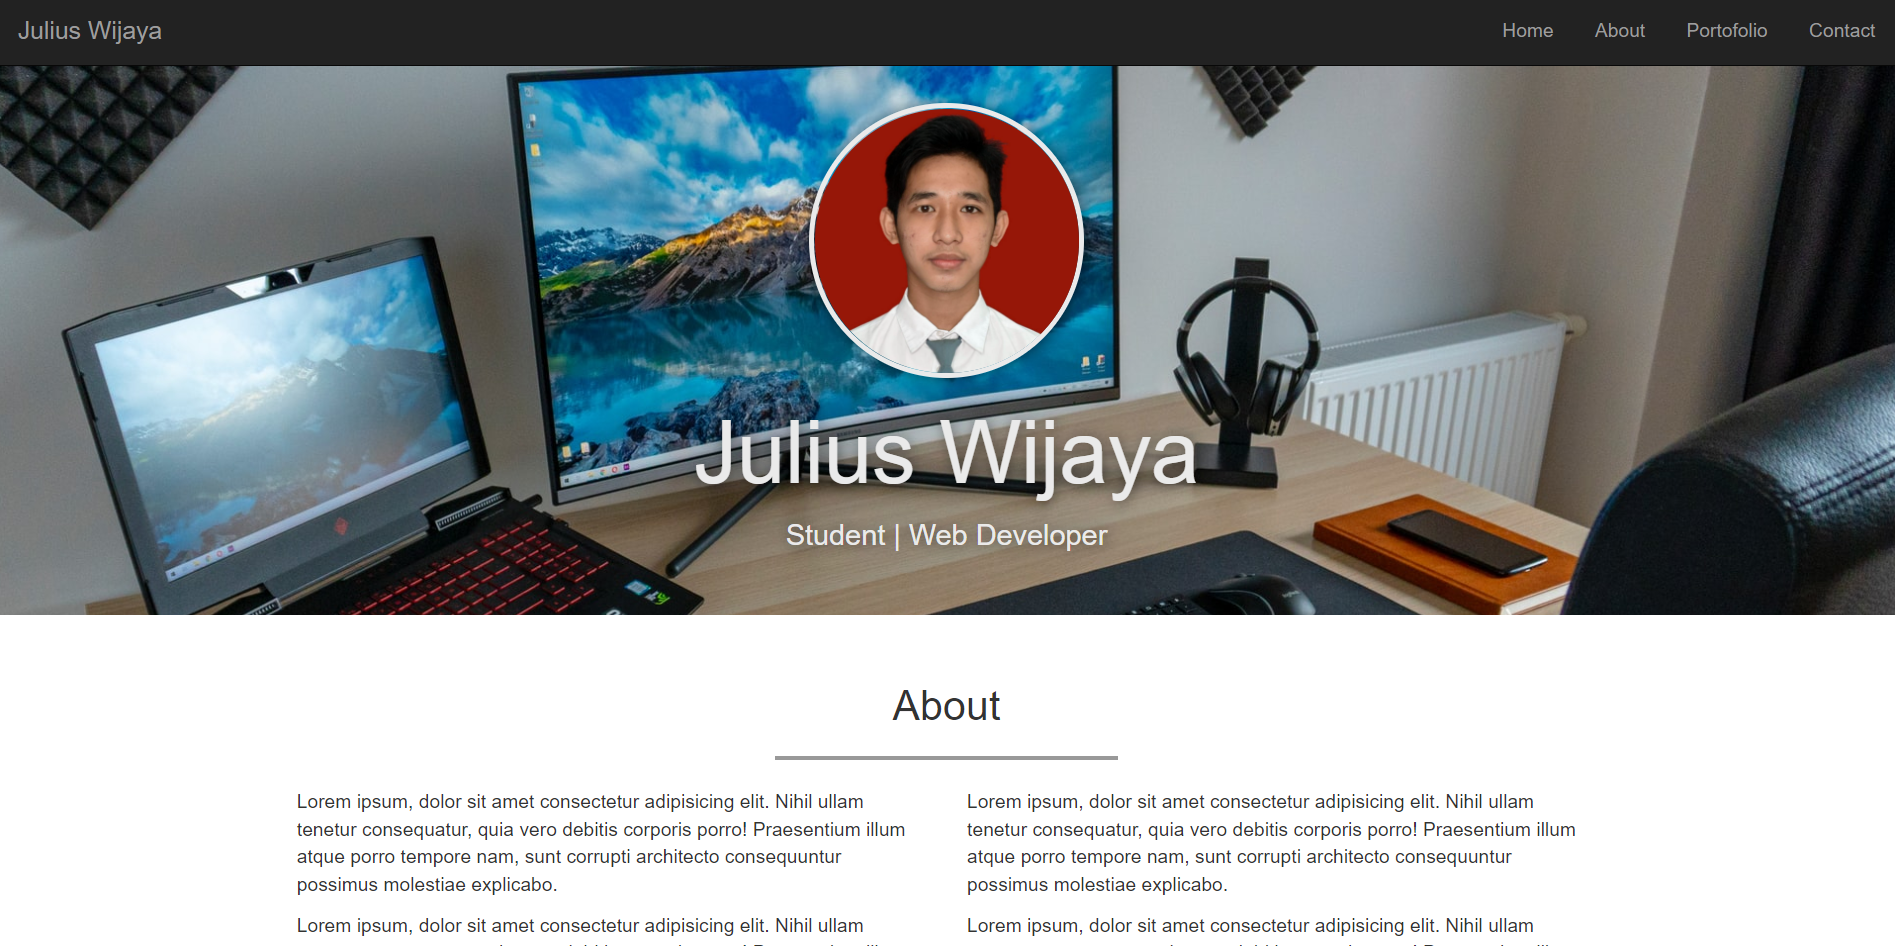 Julius Wijaya
Home
About
Portofolio
Contact
Julius Wijaya
Student | Web Developer
About
Lorem ipsum, dolor sit amet consectetur adipisicing elit. Nihil ullam
tenetur consequatur, quia vero debitis corporis porro! Praesentium illum
atque porro tempore nam, sunt corrupti architecto consequuntur
possimus molestiae explicabo.
Lorem ipsum, dolor sit amet consectetur adipisicing elit. Nihil ullam
Lorem ipsum, dolor sit amet consectetur adipisicing elit. Nihil ullam
tenetur consequatur, quia vero debitis corporis porro! Praesentium illum
atque porro tempore nam, sunt corrupti architecto consequuntur
possimus molestiae explicabo.
Lorem ipsum, dolor sit amet consectetur adipisicing elit. Nihil ullam